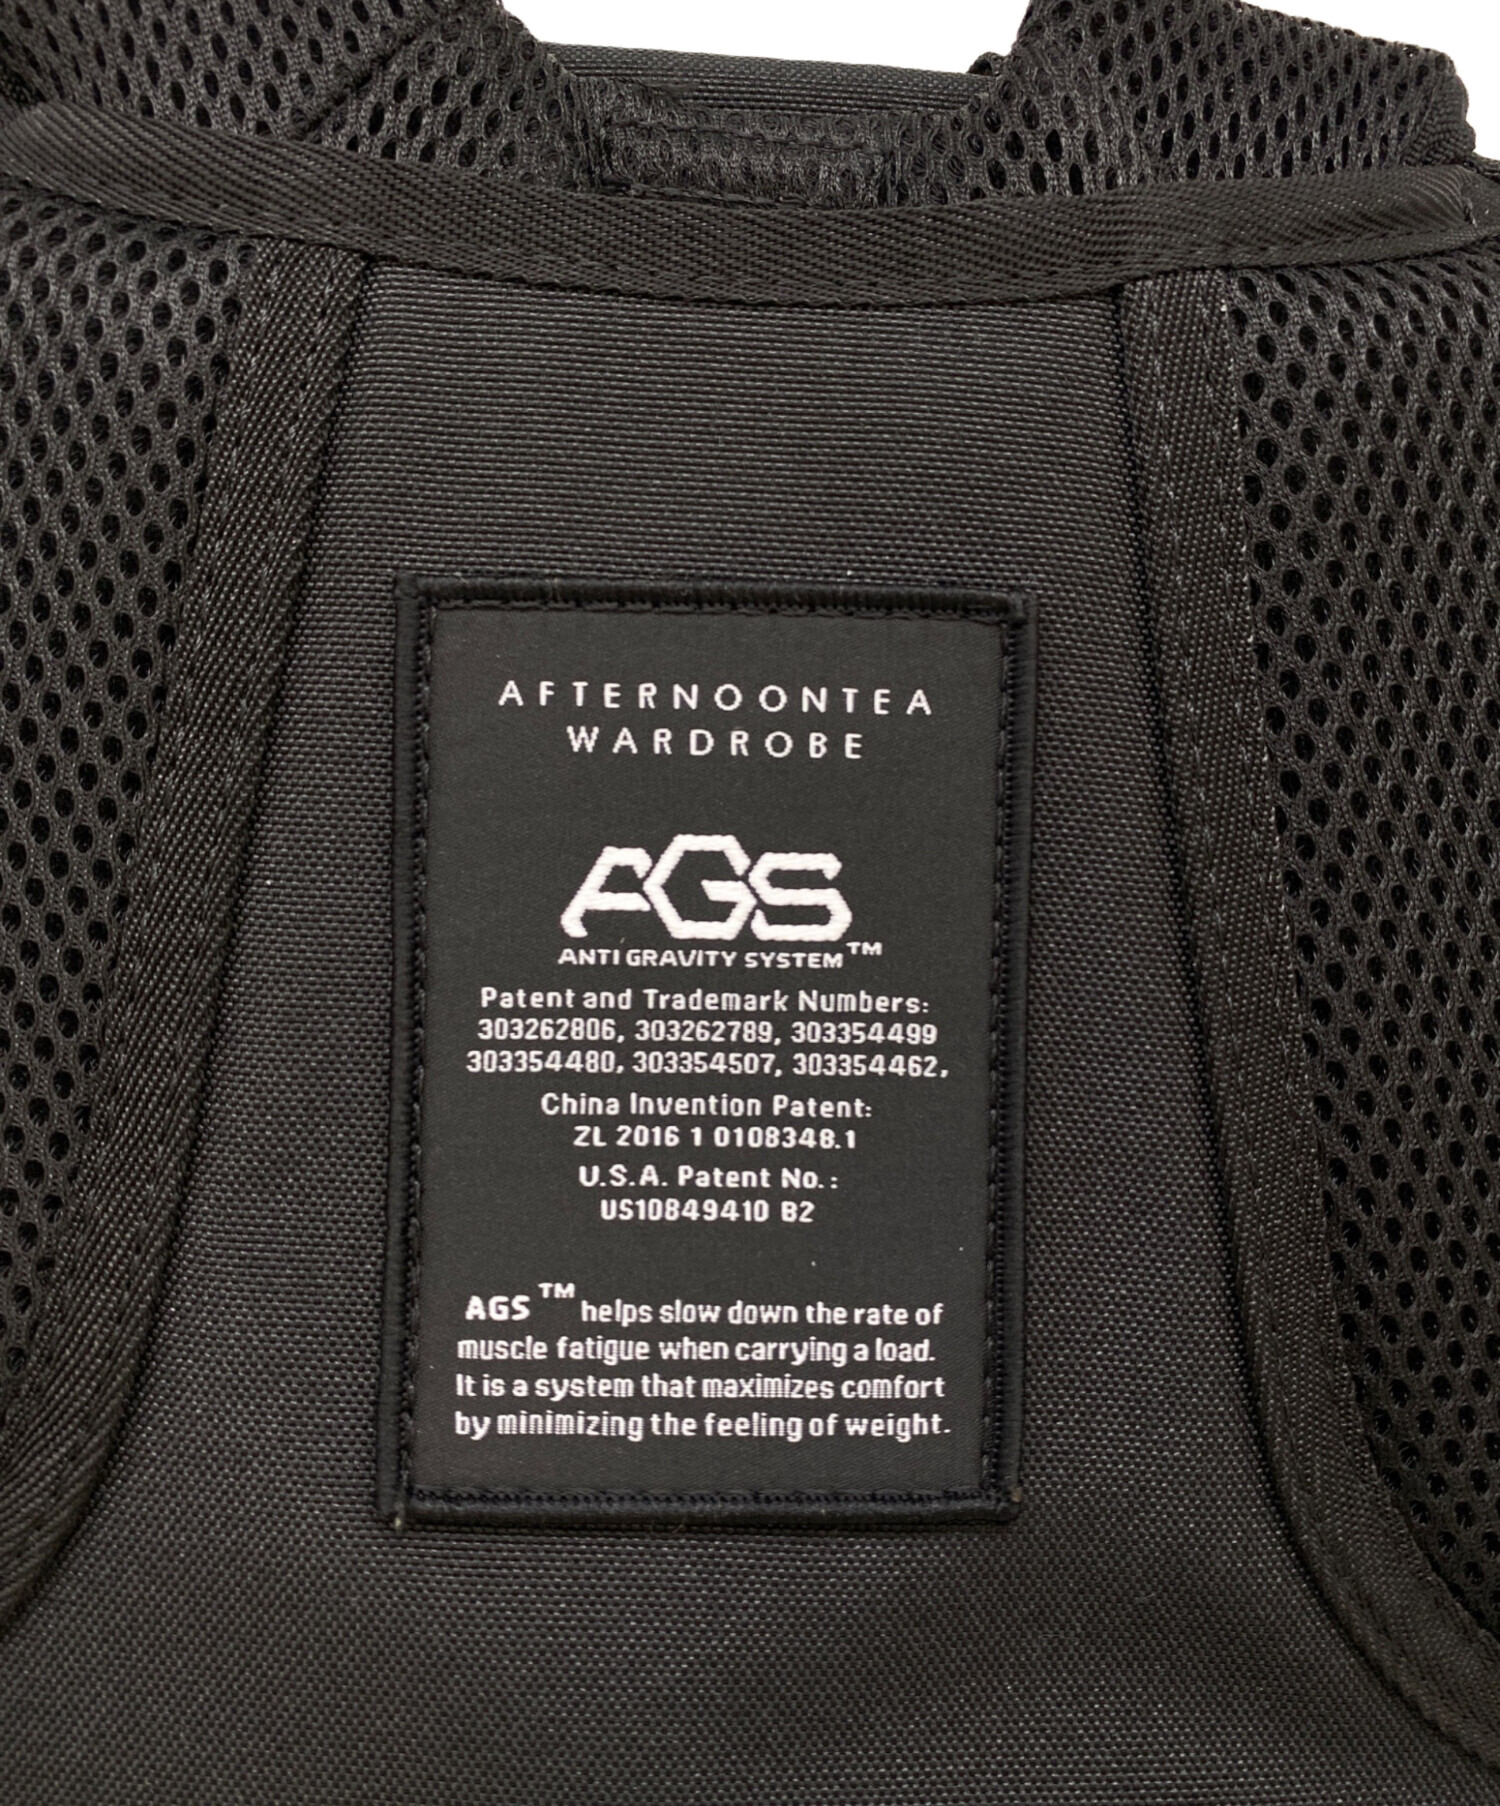 AFTERNOONTEA
WARDROBE
AGS
ANTI GRAVITY SYSTEM™
Patent and Trademark Numbers:
303262806, 303262789, 303354499
303354480, 303354507, 303354462,
China Invention Patent:
ZL 2016 1 0108348.1
U.S.A. Patent No.:
US10849410 B2
AGS™ helps slow down the rate of
muscle fatigue when carrying a load.
It is a system that maximizes comfort
by minimizing the feeling of weight.